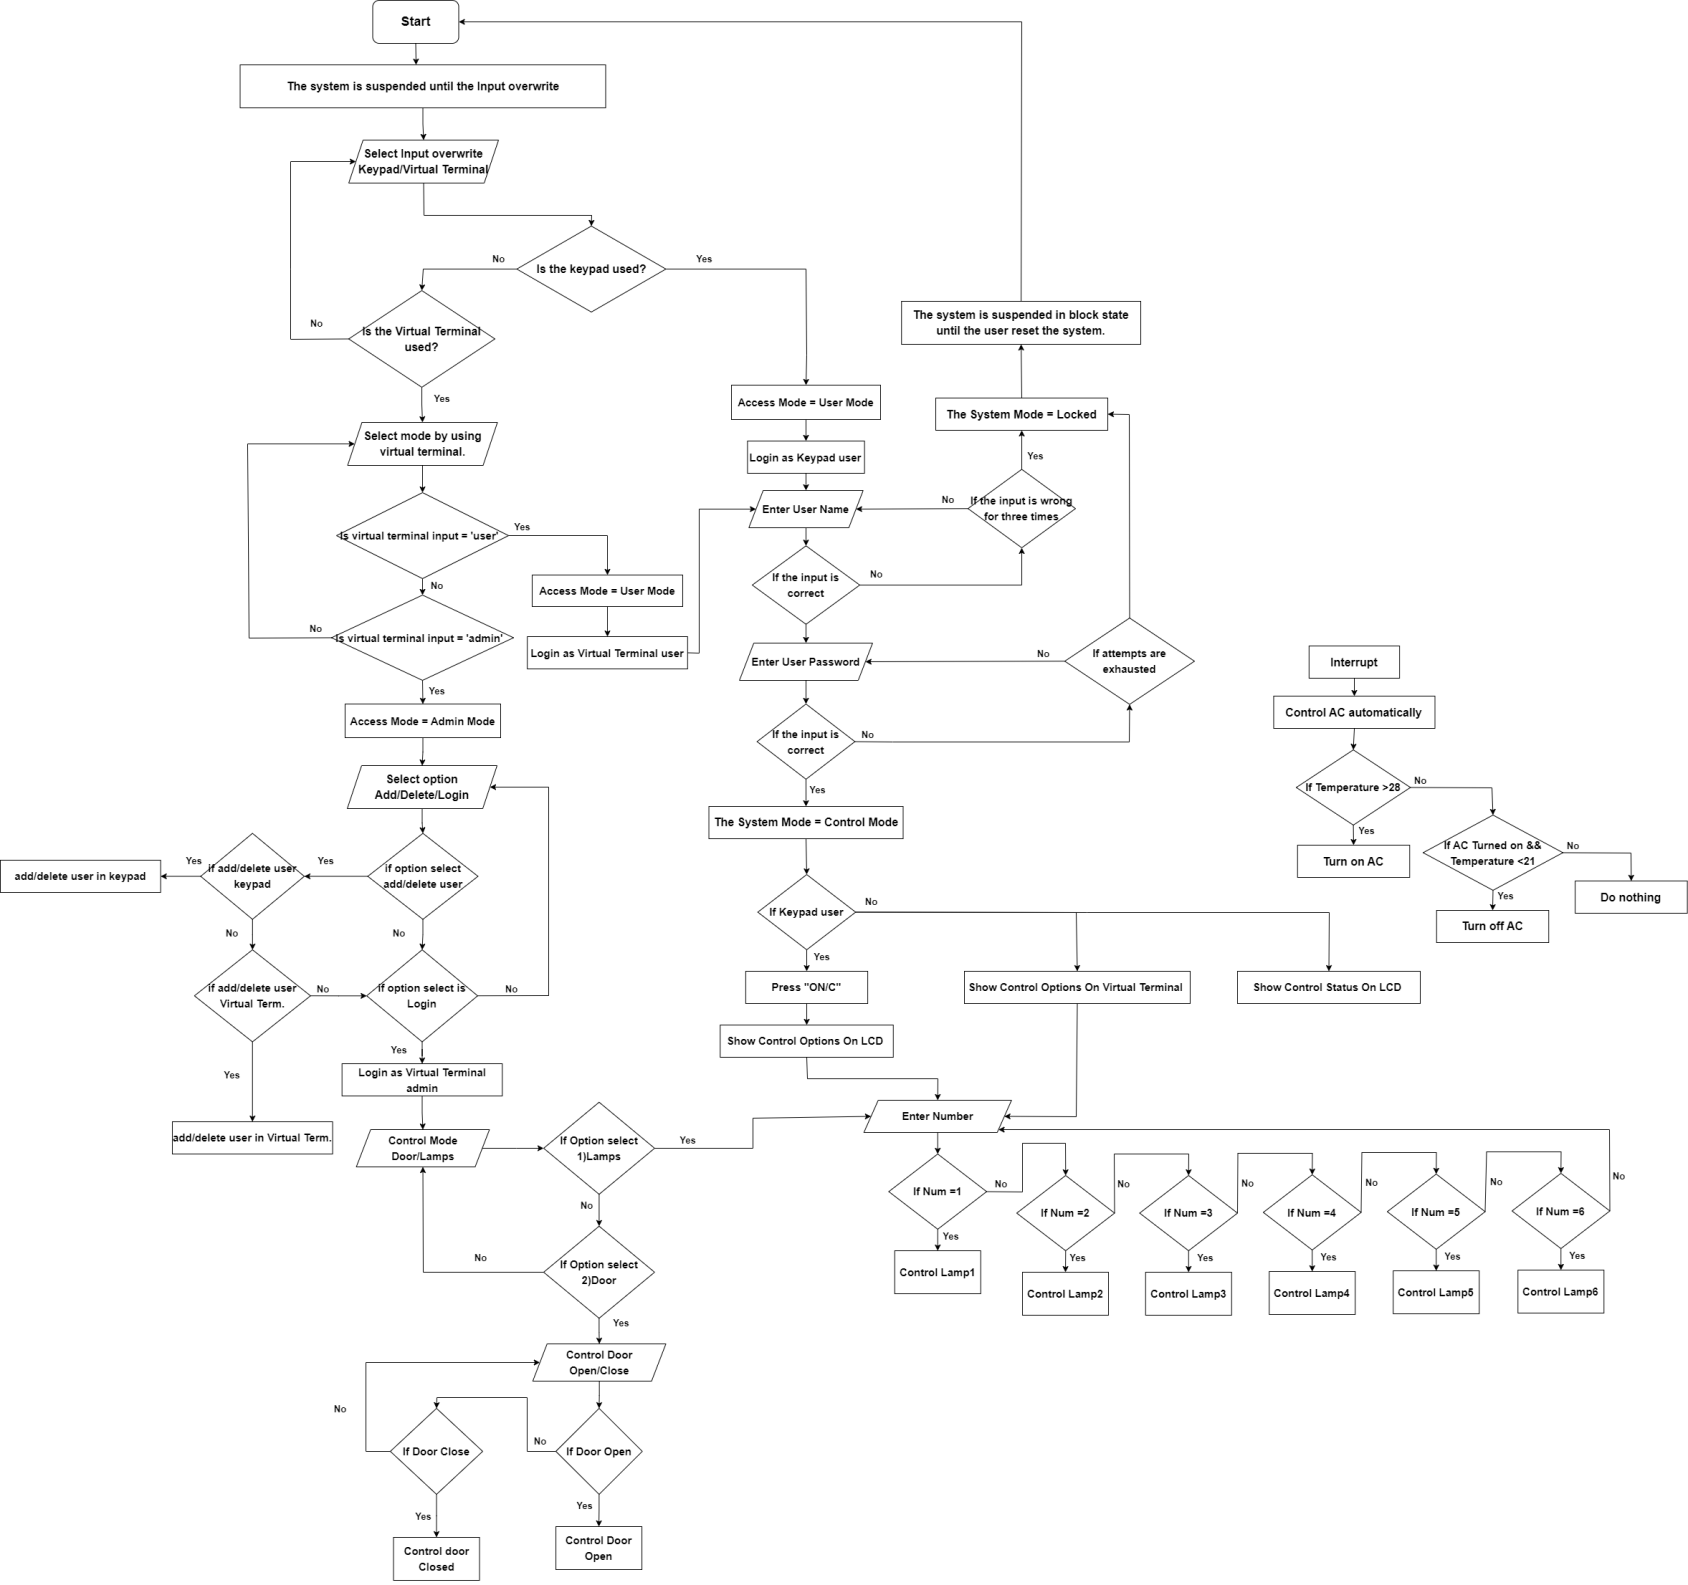 Start
The system is suspended until the Input overwrite
Select Input overwrite
Keypad/Virtual Terminal
Is the keypad used?
No
Yes
Is the Virtual Terminal
used?
No
Yes
The system is suspended in block state
until the user reset the system.
Access Mode = User Mode
The System Mode = Locked
Select mode by using
virtual terminal.
Login as Keypad user
Yes
Enter User Name
No
If the input is wrong
for three times
Is virtual terminal input = 'user'
Yes
No
Access Mode = User Mode
If the input is
correct
No
Is virtual terminal input = 'admin'
No
Yes
Login as Virtual Terminal user
Enter User Password
No
If attempts are
exhausted
Interrupt
Control AC automatically
Access Mode = Admin Mode
If the input is
correct
No
Yes
If Temperature >28
No
Yes
Select option
Add/Delete/Login
The System Mode = Control Mode
Turn on AC
If AC Turned on &&
Temperature <21
No
Yes
add/delete user in keypad
Yes
if add/delete user
keypad
Yes
if option select
add/delete user
Do nothing
Turn off AC
If Keypad user
No
Yes
No
No
if add/delete user
Virtual Term.
No
if option select is
Login
No
Press "ON/C"
Show Control Options On Virtual Terminal
Show Control Status On LCD
Show Control Options On LCD
Yes
Yes
Login as Virtual Terminal
admin
add/delete user in Virtual Term.
Control Mode
Door/Lamps
If Option select
1)Lamps
Yes
No
Enter Number
If Num =1
No
Yes
If Num =2
No
Yes
If Num =3
No
Yes
If Num =4
No
Yes
If Num =5
No
Yes
If Num =6
No
Yes
Control Lamp1
Control Lamp2
Control Lamp3
Control Lamp4
Control Lamp5
Control Lamp6
No
If Option select
2)Door
Yes
Control Door
Open/Close
No
If Door Close
No
If Door Open
Yes
Yes
Control door
Closed
Control Door
Open